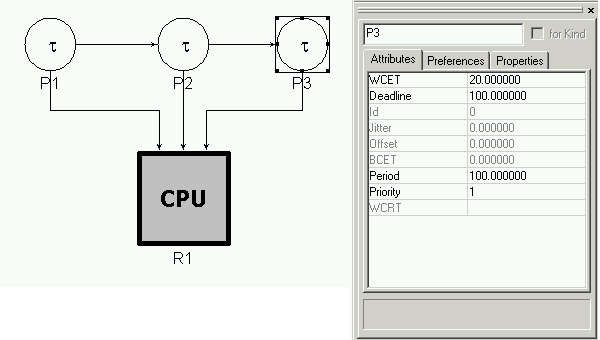 τ τ τ
P1 P2 P3
CPU
R1
P3 for Kind
Attributes Preferences Properties
WCET 20.000000
Deadline 100.000000
Id 0
Jitter 0.000000
Offset 0.000000
BCET 0.000000
Period 100.000000
Priority 1
WCRT